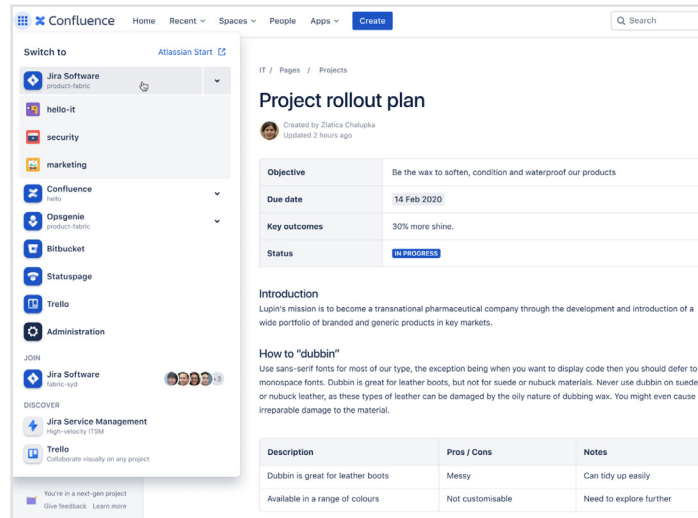 Confluence Home Recent Spaces People Apps Create Search
Switch to Atlassian Start
Jira Software
product-fabric
hello-it
security
marketing
Confluence
hello
Opsgenie
product-fabric
Bitbucket
Statuspage
Trello
Administration
JOIN
Jira Software
fabric-syd
+3
DISCOVER
Jira Service Management
High-velocity ITSM
Trello
Collaborate visually on any project
You're in a next-gen project
Give feedback Learn more
IT / Pages / Projects
Project rollout plan
Created by Zlatica Chalupka
Updated 2 hours ago
Objective Be the wax to soften, condition and waterproof our products
Due date 14 Feb 2020
Key outcomes 30% more shine.
Status IN PROGRESS
Introduction
Lupin's mission is to become a transnational pharmaceutical company through the development and introduction of a
wide portfolio of branded and generic products in key markets.
How to “dubbin”
Use sans-serif fonts for most of our type, the exception being when you want to display code then you should defer to
monospace fonts. Dubbin is great for leather boots, but not for suede or nubuck materials. Never use dubbin on suede
or nubuck leather, as these types of leather can be damaged by the oily nature of dubbing wax. You might even cause
irreparable damage to the material.
Description Pros / Cons Notes
Dubbin is great for leather boots Messy Can tidy up easily
Available in a range of colours Not customisable Need to explore further